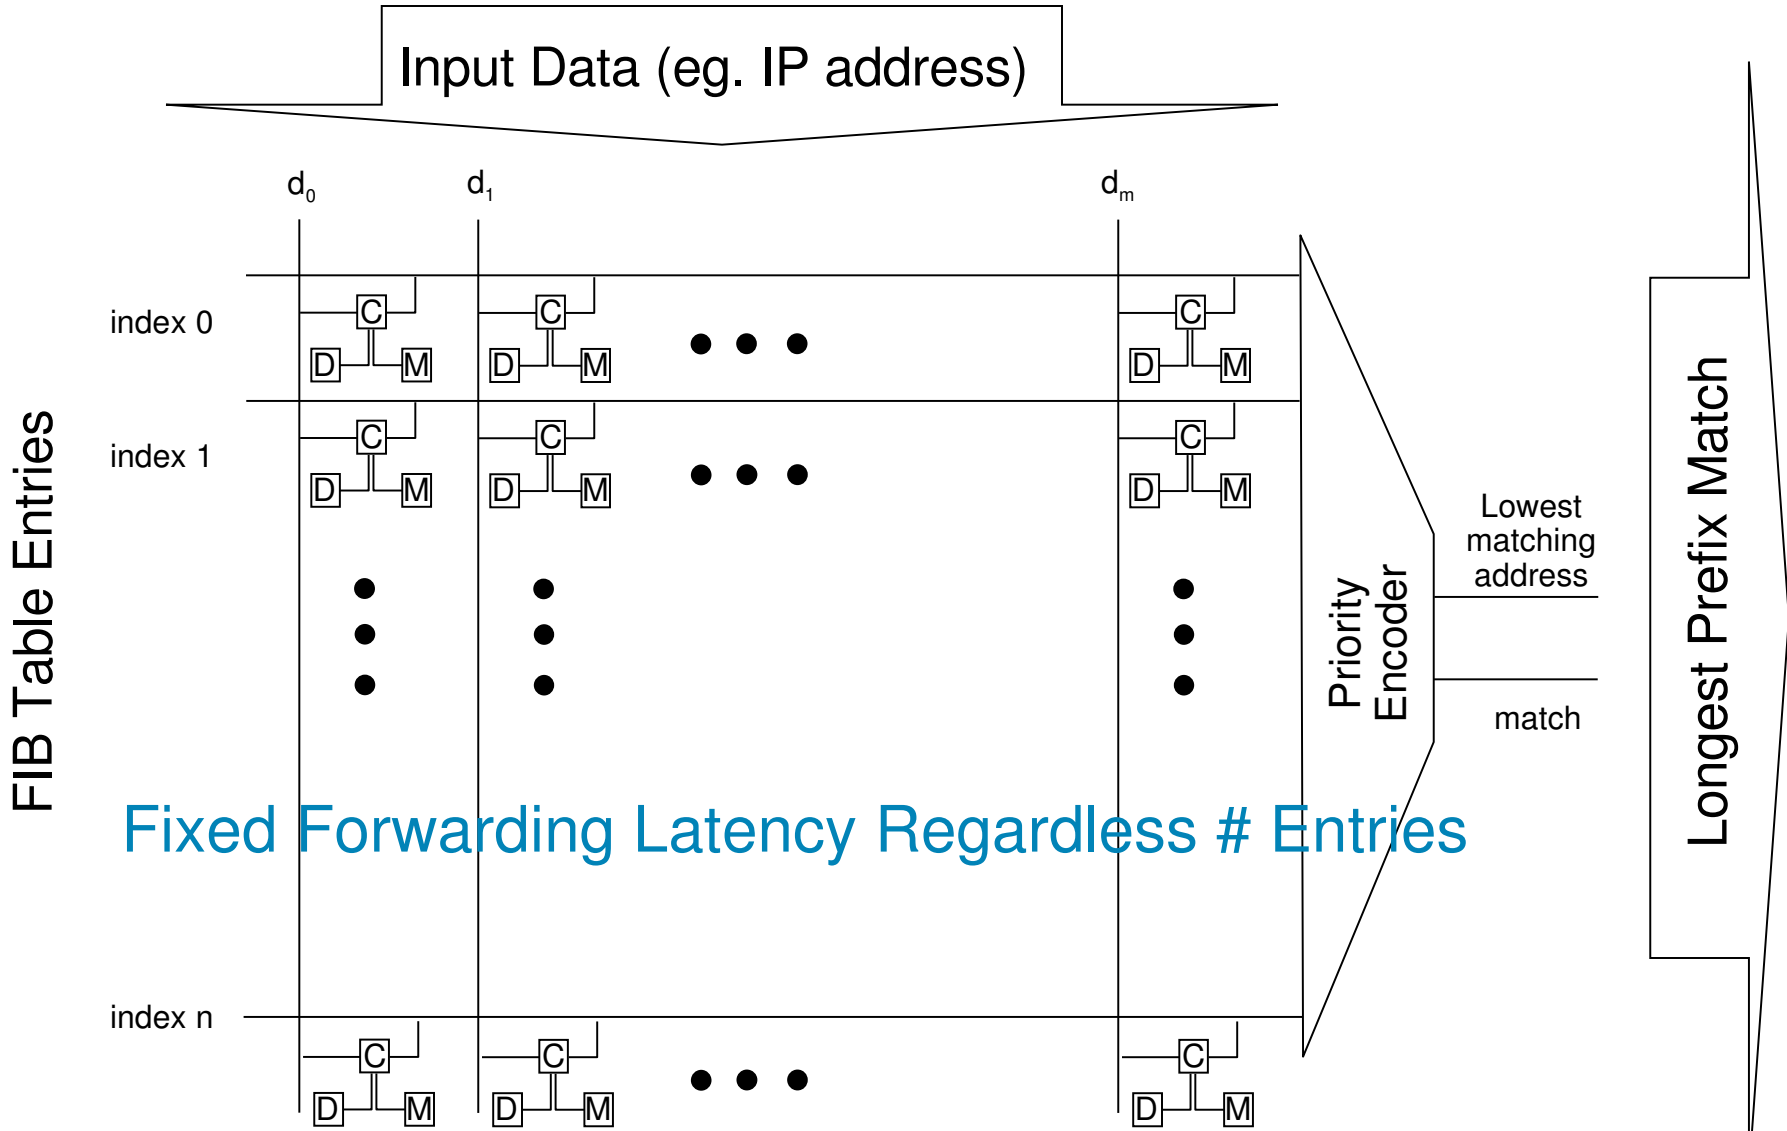 Input Data (eg. IP address)
d0 d1 dm
index 0
C C C
D M D M D M
index 1
C C C
D M D M D M
FIB Table Entries
Priority
Encoder
Lowest
matching
address
match
Longest Prefix Match
Fixed Forwarding Latency Regardless # Entries
index n
C C C
D M D M D M